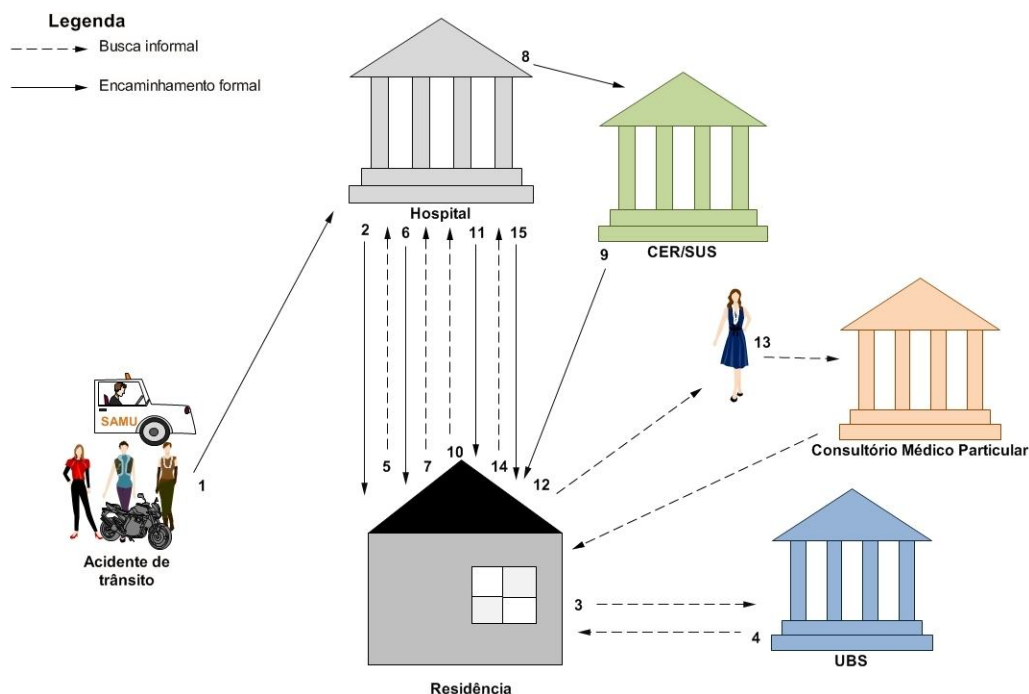 Legenda
Busca informal
Encaminhamento formal
8
Hospital
2 6 11 15
CER/SUS
9
13
Consultório Médico Particular
SAMU
1
5 7 10 14 12
Acidente de
trânsito
3
4
UBS
Residência